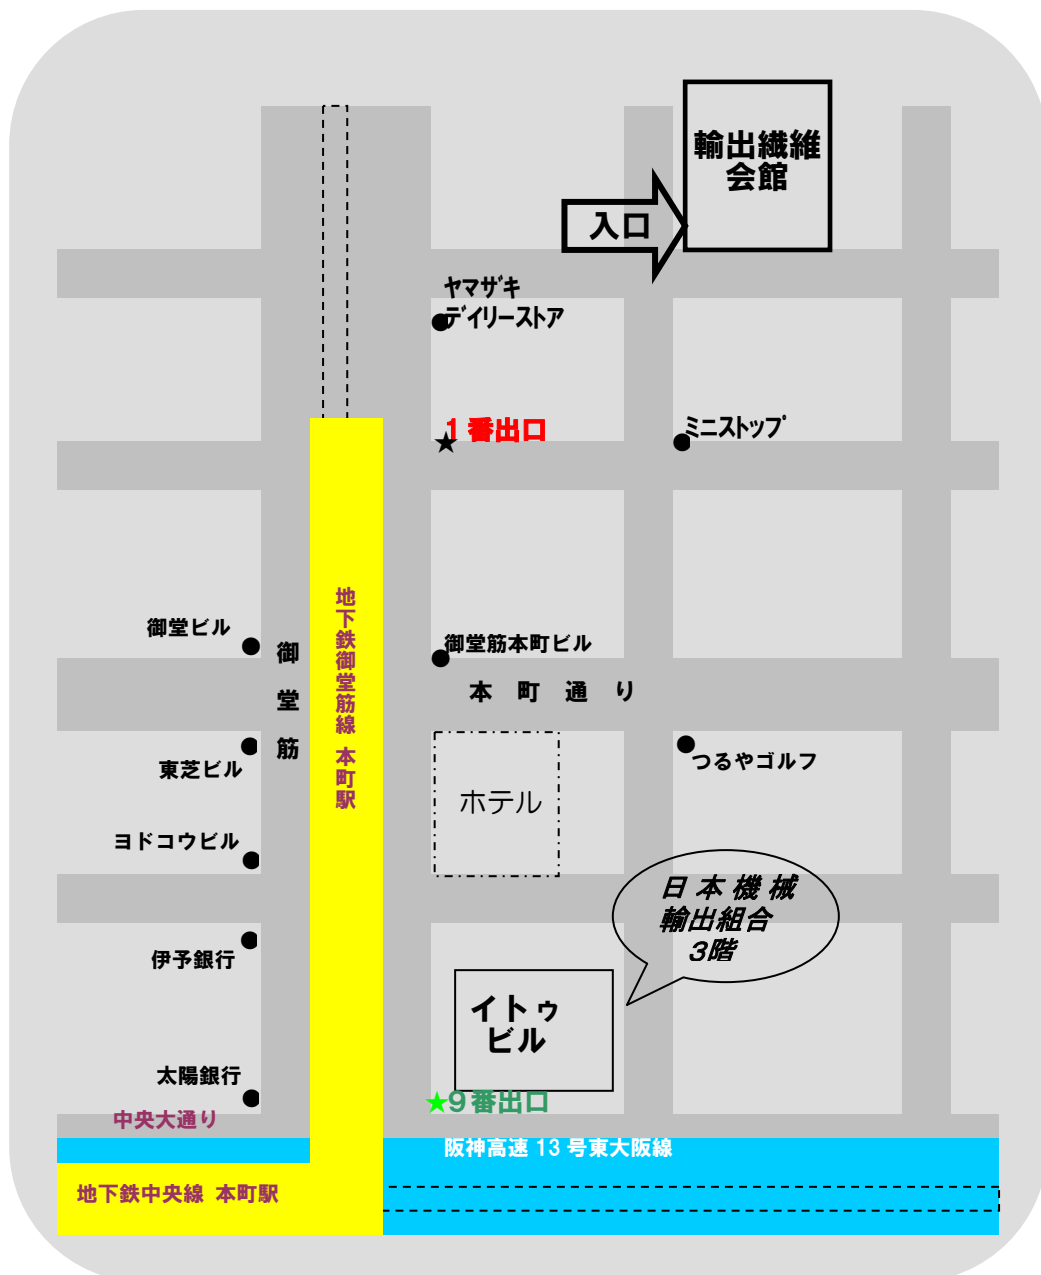 輸出繊維
会館
入口
ヤマザキ
デイリーストア
1番出口
ミニストップ
御堂ビル
御堂筋
地下鉄御堂筋線 本町駅
御堂筋本町ビル
本町通り
東芝ビル
つるやゴルフ
ホテル
ヨドコウビル
日本機械
輸出組合
3階
伊予銀行
イトゥ
ビル
太陽銀行
9番出口
中央大通り
阪神高速 13 号東大阪線
地下鉄中央線 本町駅